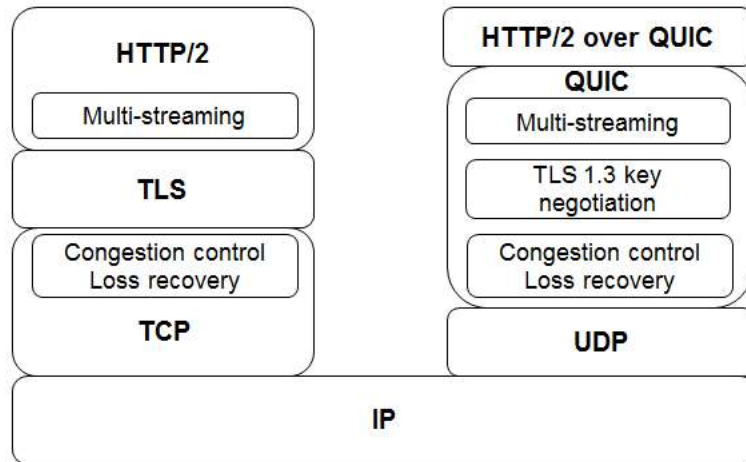 HTTP/2
Multi-streaming
TLS
Congestion control
Loss recovery
TCP
HTTP/2 over QUIC
QUIC
Multi-streaming
TLS 1.3 key
negotiation
Congestion control
Loss recovery
UDP
IP